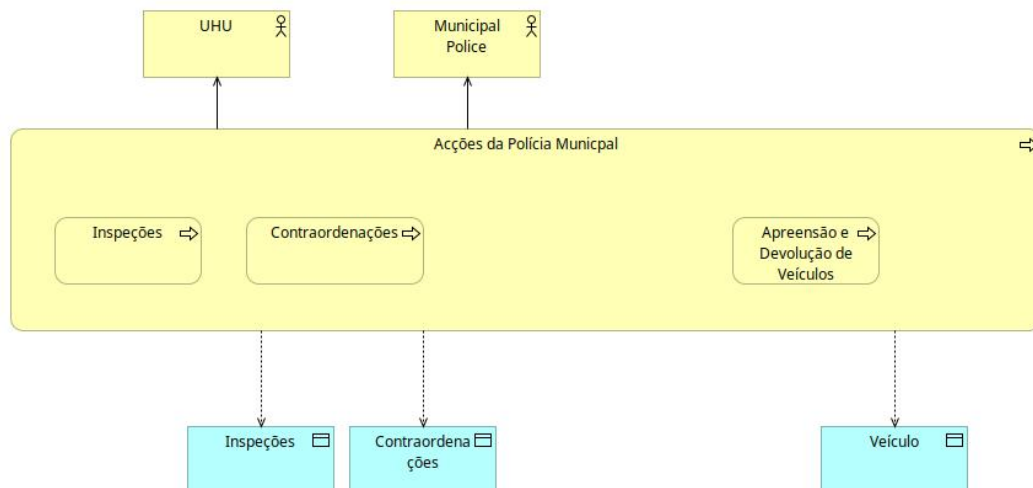 UHU
Municipal
Police
Acções da Polícia Municpal
Inspeções
Contraordenações
Apreensão e
Devolução de
Veículos
Inspeções
Contraordena
ções
Veículo